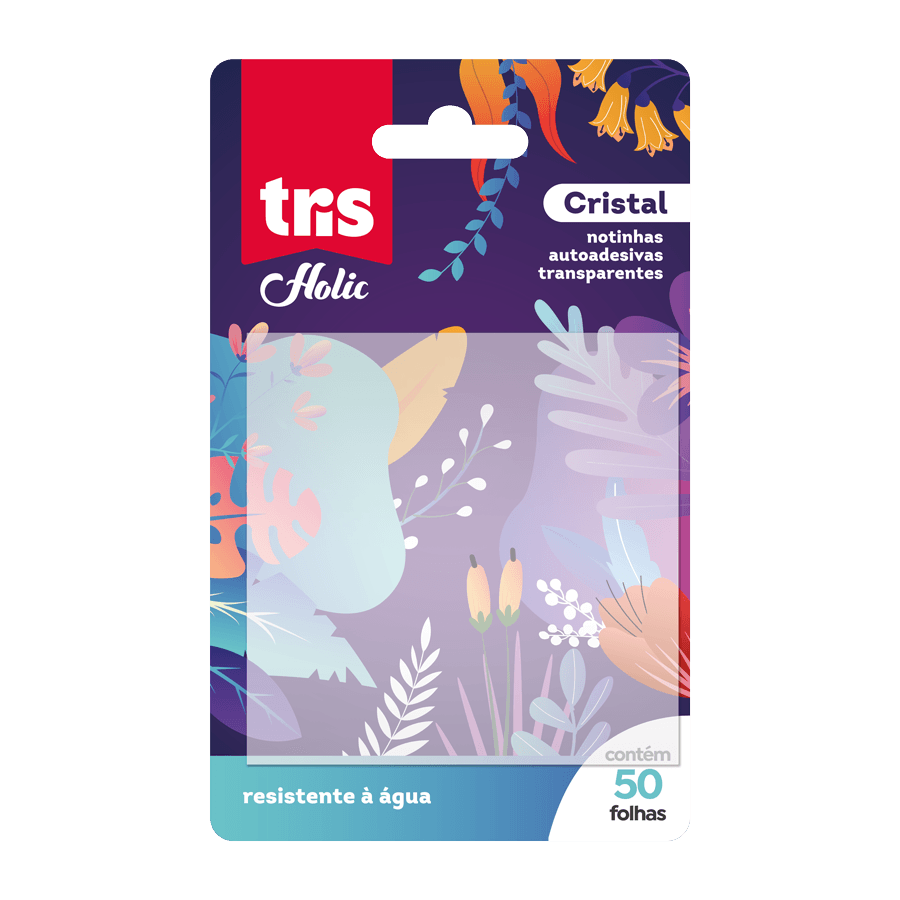 tris
Holic
Cristal
notinhas
autoadesivas
transparentes
contém
50
folhas
resistente à água